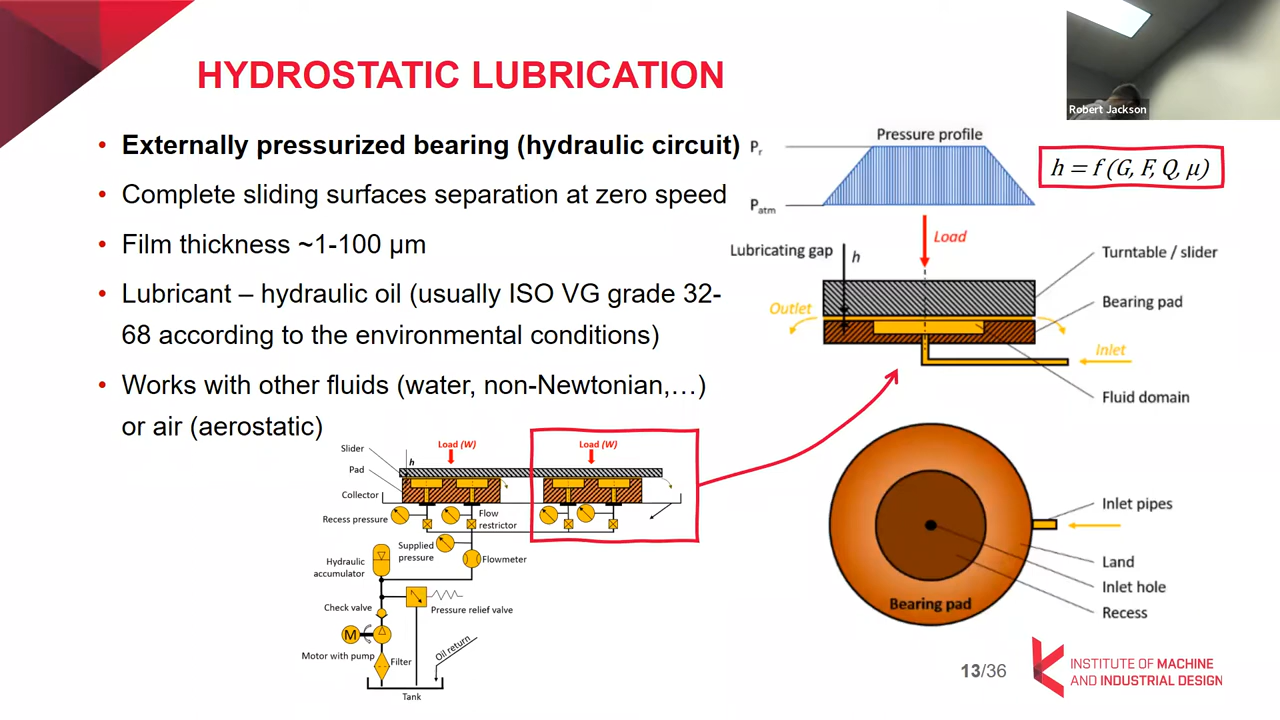 HYDROSTATIC LUBRICATION
Robert Jackson
• Externally pressurized bearing (hydraulic circuit)
• Complete sliding surfaces separation at zero speed
• Film thickness ~1-100 µm
• Lubricant – hydraulic oil (usually ISO VG grade 32-
68 according to the environmental conditions)
• Works with other fluids (water, non-Newtonian,…)
or air (aerostatic)
Pressure profile
Pr
Patm
h = f (G, F, Q, μ)
Load
Lubricating gap
h
Turntable / slider
Bearing pad
Outlet
Inlet
Fluid domain
Slider
h
Load (W)
Load (W)
Pad
Collector
Recess pressure
Flow
restrictor
Supplied
pressure
Flowmeter
Hydraulic
accumulator
Check valve
Pressure relief valve
M
Motor with pump
Filter
Oil return
Tank
Inlet pipes
Land
Inlet hole
Recess
Bearing pad
13/36
INSTITUTE OF MACHINE
AND INDUSTRIAL DESIGN